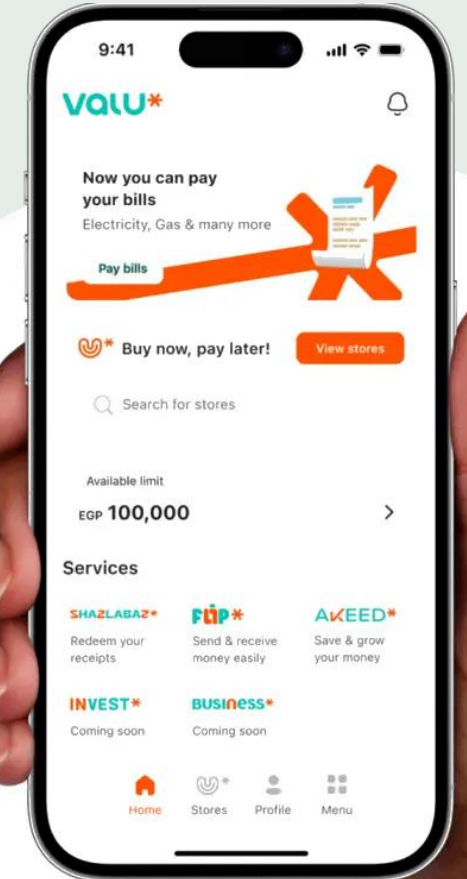 9:41
valu*
Now you can pay
your bills
Electricity, Gas & many more
Pay bills
* Buy now, pay later!
View stores
Search for stores
Available limit
EGP 100,000
Services
SHAZLABAZ*
FLIP*
AKEED*
Redeem your
receipts
Send & receive
money easily
Save & grow
your money
INVEST*
BUSINESS*
Coming soon
Coming soon
Home
Stores
Profile
Menu